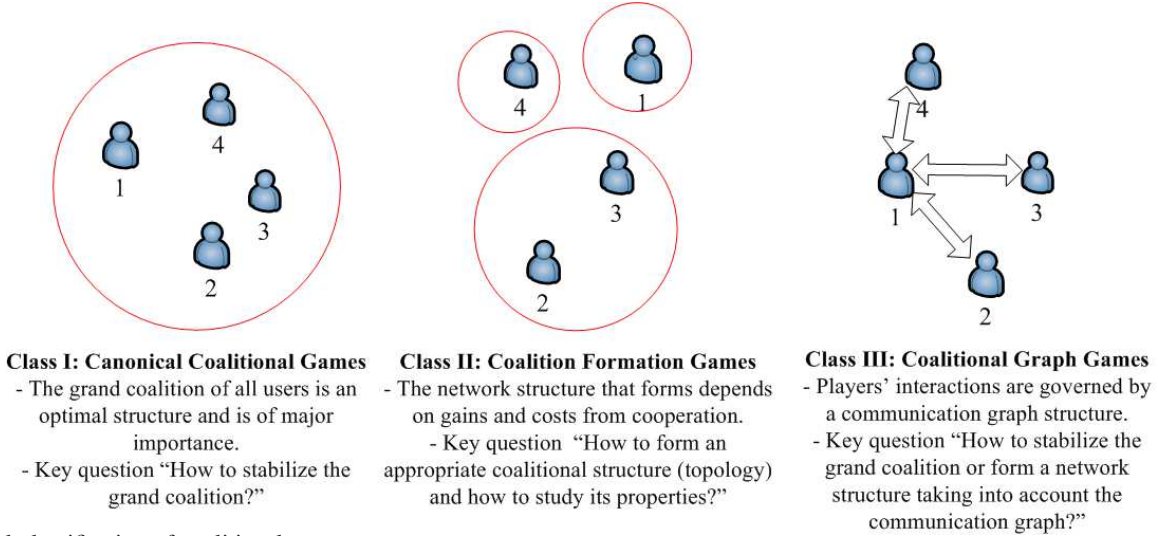 4
1
3
2
4
1
3
2
4
1
3
2
Class I: Canonical Coalitional Games
- The grand coalition of all users is an
optimal structure and is of major
importance.
- Key question “How to stabilize the
grand coalition?”
Class II: Coalition Formation Games
- The network structure that forms depends
on gains and costs from cooperation.
- Key question “How to form an
appropriate coalitional structure (topology)
and how to study its properties?”
Class III: Coalitional Graph Games
- Players’ interactions are governed by
a communication graph structure.
- Key question “How to stabilize the
grand coalition or form a network
structure taking into account the
communication graph?”